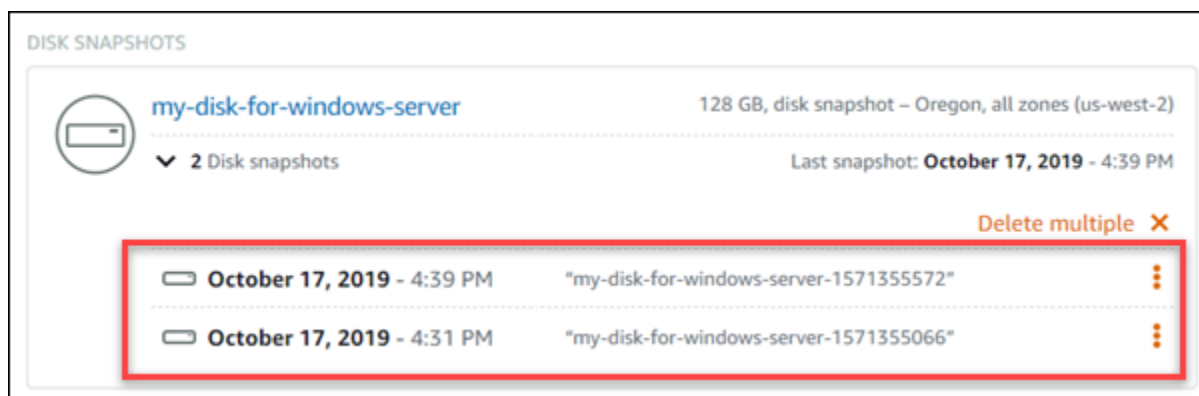 DISK SNAPSHOTS
my-disk-for-windows-server 128 GB, disk snapshot – Oregon, all zones (us-west-2)
2 Disk snapshots Last snapshot: October 17, 2019 - 4:39 PM
Delete multiple
October 17, 2019 - 4:39 PM "my-disk-for-windows-server-1571355572"
October 17, 2019 - 4:31 PM "my-disk-for-windows-server-1571355066"